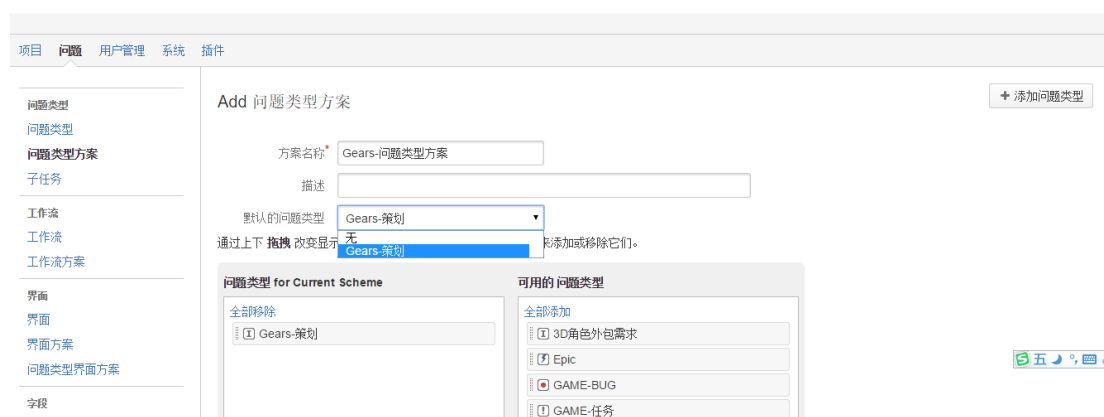 项目 问题 用户管理 系统 插件
问题类型
问题类型
问题类型方案
子任务
工作流
工作流
工作流方案
界面
界面
界面方案
问题类型界面方案
字段
Add 问题类型方案
+ 添加问题类型
方案名称* Gears-问题类型方案
描述
默认的问题类型 Gears-策划
无
Gears-策划
通过上下 拖拽 改变显 来添加或移除它们。
问题类型 for Current Scheme
全部移除
Gears-策划
可用的 问题类型
全部添加
3D角色外包需求
Epic
GAME-BUG
GAME-任务
五